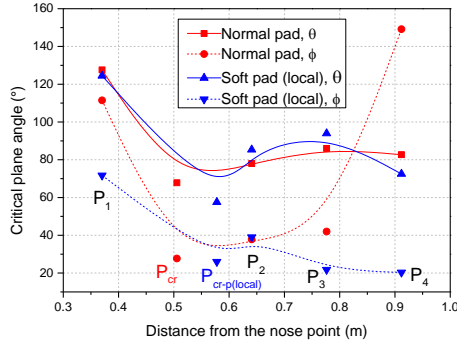 160
140
120
100
80
60
40
20
Critical plane angle (°)
Normal pad, θ
Normal pad, ϕ
Soft pad (local), θ
Soft pad (local), ϕ
P1
Pcr
Pcr-p(local)
P2
P3
P4
0.3 0.4 0.5 0.6 0.7 0.8 0.9 1.0
Distance from the nose point (m)